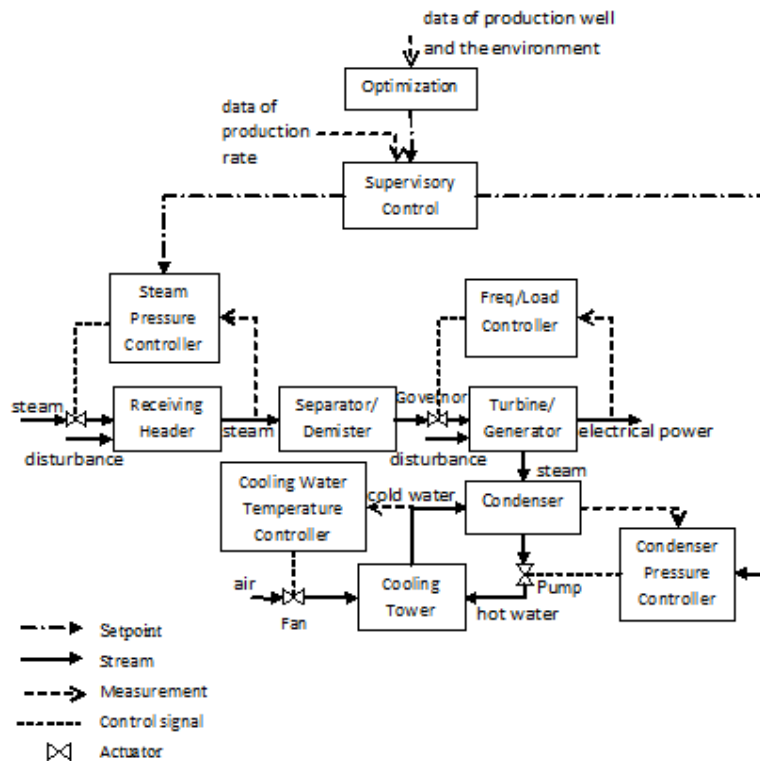 data of production well
and the environment
Optimization
data of
production
rate
Supervisory
Control
Steam
Pressure
Controller
Freq/Load
Controller
steam
Receiving
Header
steam
Separator/
Demister
Governor
Turbine/
Generator
electrical power
disturbance
disturbance
steam
Cooling Water
Temperature
Controller
cold water
Condenser
Condenser
Pressure
Controller
air
Fan
Cooling
Tower
Pump
hot water
Setpoint
Stream
Measurement
Control signal
Actuator